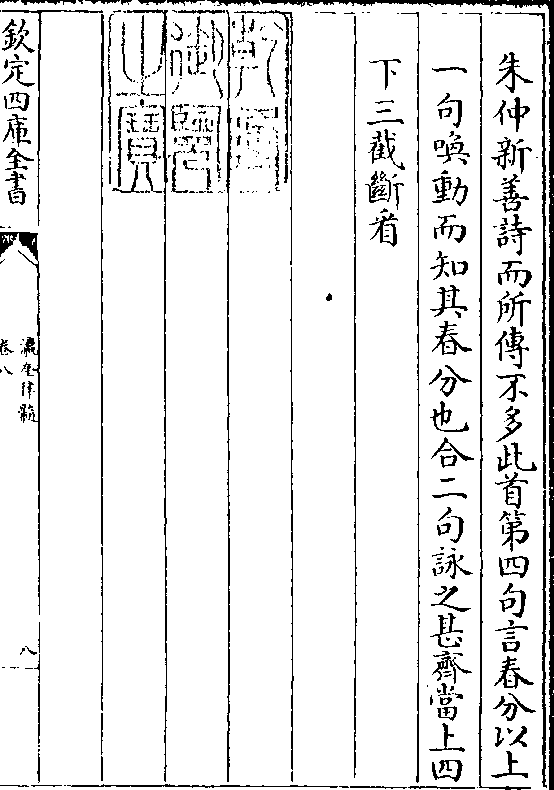 朱仲新善詩而所傳不多此首第四句言春分以上
一句喚動而知其春分也合二句詠之甚齊當上四
下三截斷看
乾隆
御覽
之寶
欽定四庫全書
瀛奎律髓
卷八
八